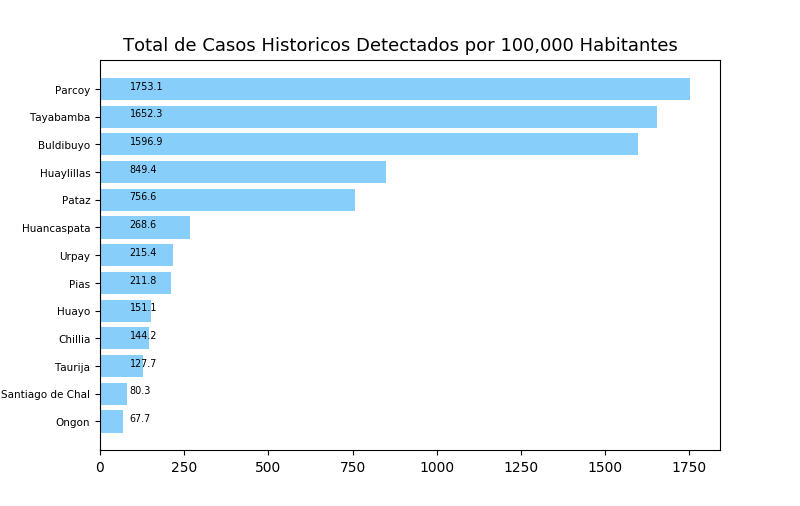 Total de Casos Historicos Detectados por 100,000 Habitantes
Parcoy 1753.1
Tayabamba 1652.3
Buldibuyo 1596.9
Huaylillas 849.4
Pataz 756.6
Huancaspata 268.6
Urpay 215.4
Pias 211.8
Huayo 151.1
Chillia 144.2
Taurija 127.7
Santiago de Chal 80.3
Ongon 67.7
0 250 500 750 1000 1250 1500 1750